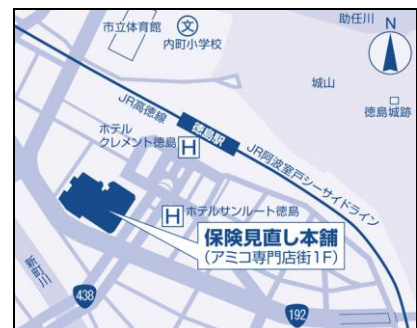 助任川
市立体育館
文
内町小学校
N
城山
徳島城跡
JR高徳線
徳島駅
JR阿波室戸シーサイドライン
ホテル
クレメント徳島
H
H
ホテルサンルート徳島
保険見直し本舗
(アミコ専門店街1F)
新町川
438
192